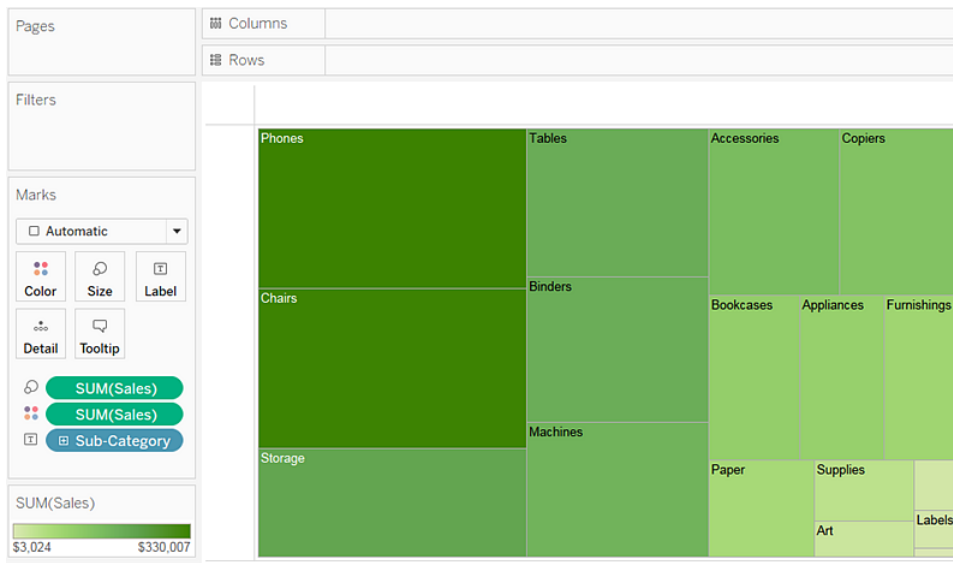 Pages
Columns
Rows
Filters
Marks
Automatic
Color
Size
Label
Detail
Tooltip
SUM(Sales)
SUM(Sales)
Sub-Category
SUM(Sales)
$3,024
$330,007
Phones
Tables
Accessories
Copiers
Binders
Chairs
Bookcases
Appliances
Furnishings
Machines
Storage
Paper
Supplies
Labels
Art